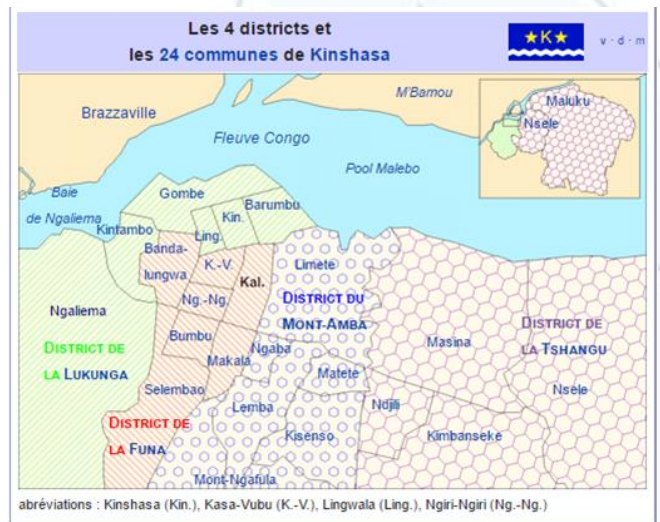 Les 4 districts et
les 24 communes de Kinshasa
★K★
v · d · m
Brazzaville
M'Bamou
Maluku
Nsele
Fleuve Congo
Pool Malebo
Baie
de Ngaliema
Gombe
Barumbu
Kin.
Ling.
Kintambo
Banda-
lungwa
K.-V.
Kal.
Limete
Ng.-Ng.
DISTRICT DU
MONT-AMBA
Ngaliema
Bumbu
Ngaba
Masina
DISTRICT DE
LA TSHANGU
DISTRICT DE
LA LUKUNGA
Makala
Matete
Selembao
Nsele
Lemba
Ndjili
DISTRICT DE
LA FUNA
Kisenso
Kimbanseke
Mont-Ngafula
abréviations : Kinshasa (Kin.), Kasa-Vubu (K.-V.), Lingwala (Ling.), Ngiri-Ngiri (Ng.-Ng.)